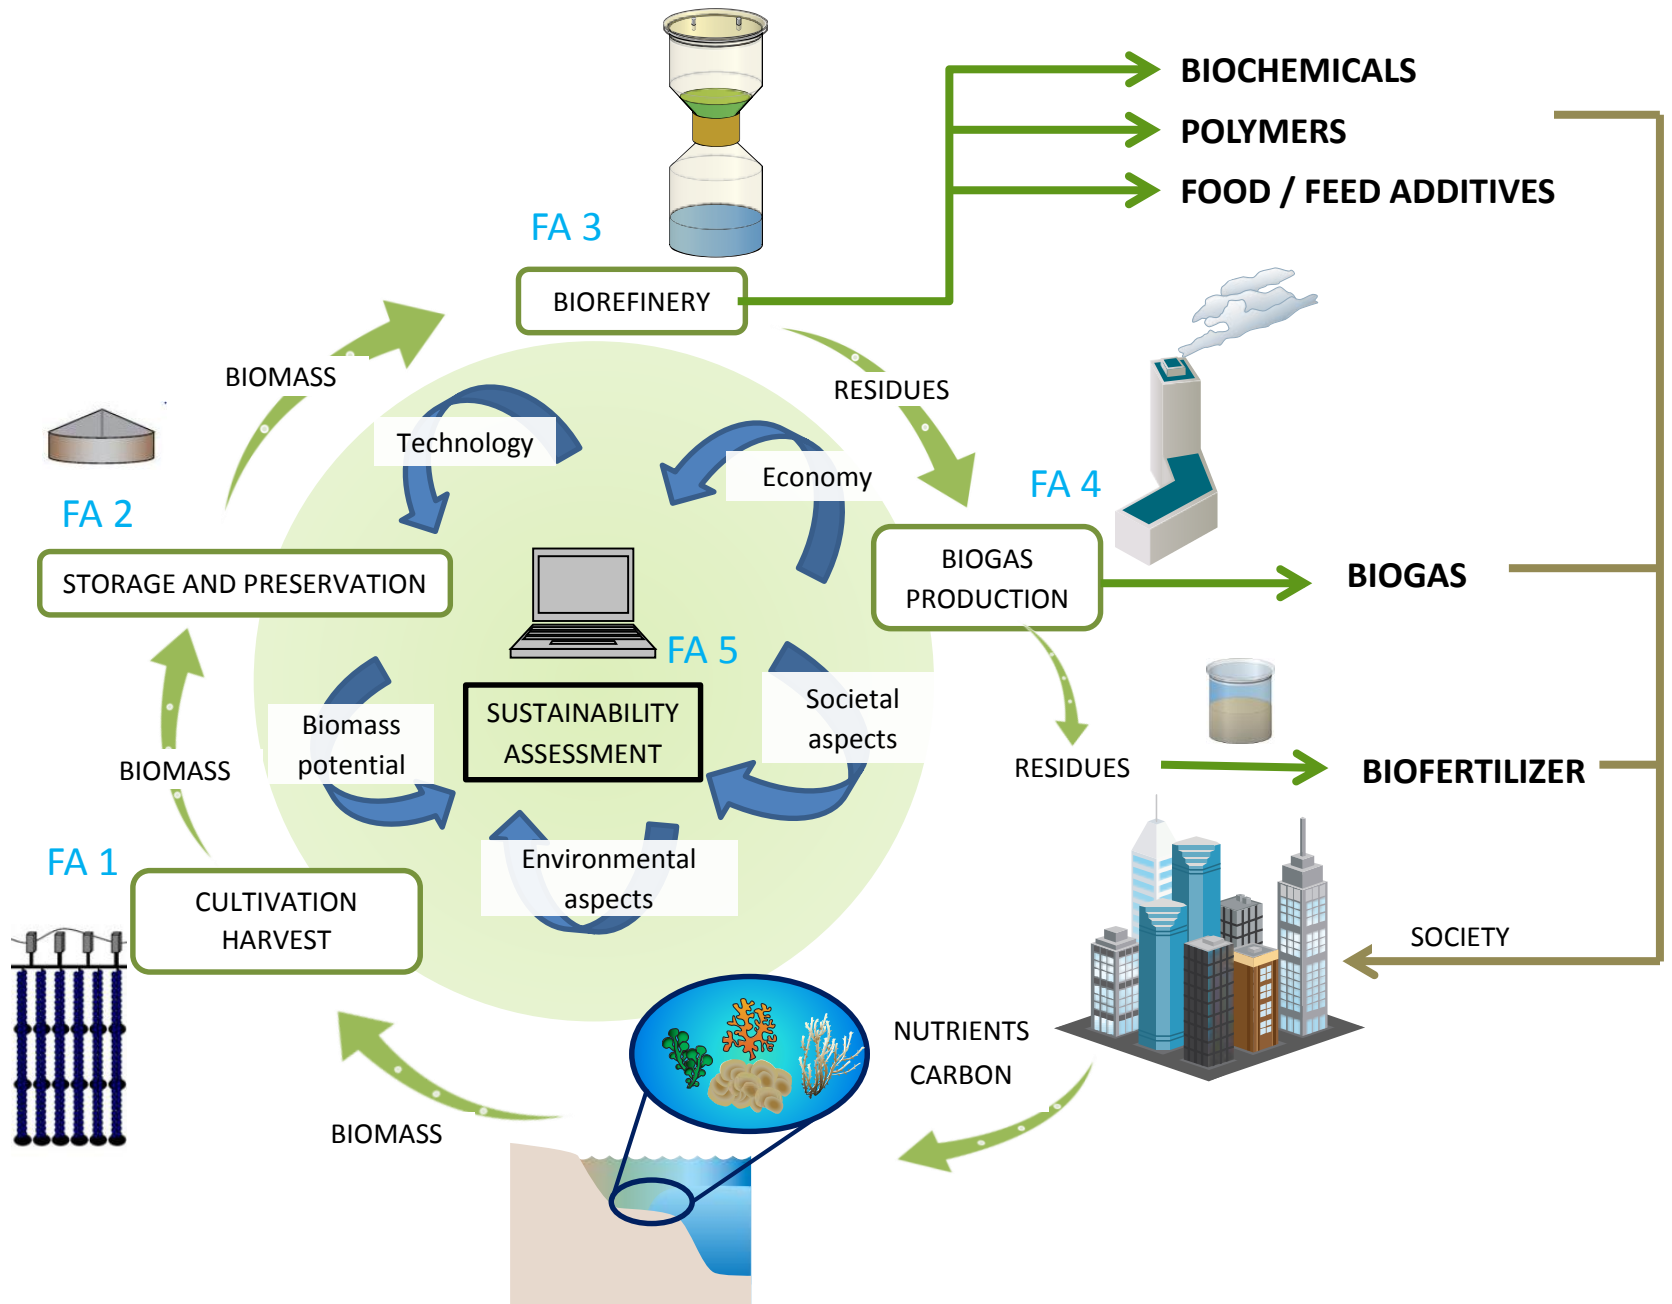 BIOCHEMICALS
POLYMERS
FOOD / FEED ADDITIVES
FA 3
BIOREFINERY
BIOMASS
RESIDUES
Technology
Economy
FA 2
FA 4
STORAGE AND PRESERVATION
BIOGAS
PRODUCTION
BIOGAS
FA 5
SUSTAINABILITY
ASSESSMENT
Societal
aspects
Biomass
potential
BIOMASS
RESIDUES
BIOFERTILIZER
FA 1
Environmental
aspects
CULTIVATION
HARVEST
SOCIETY
NUTRIENTS
CARBON
BIOMASS